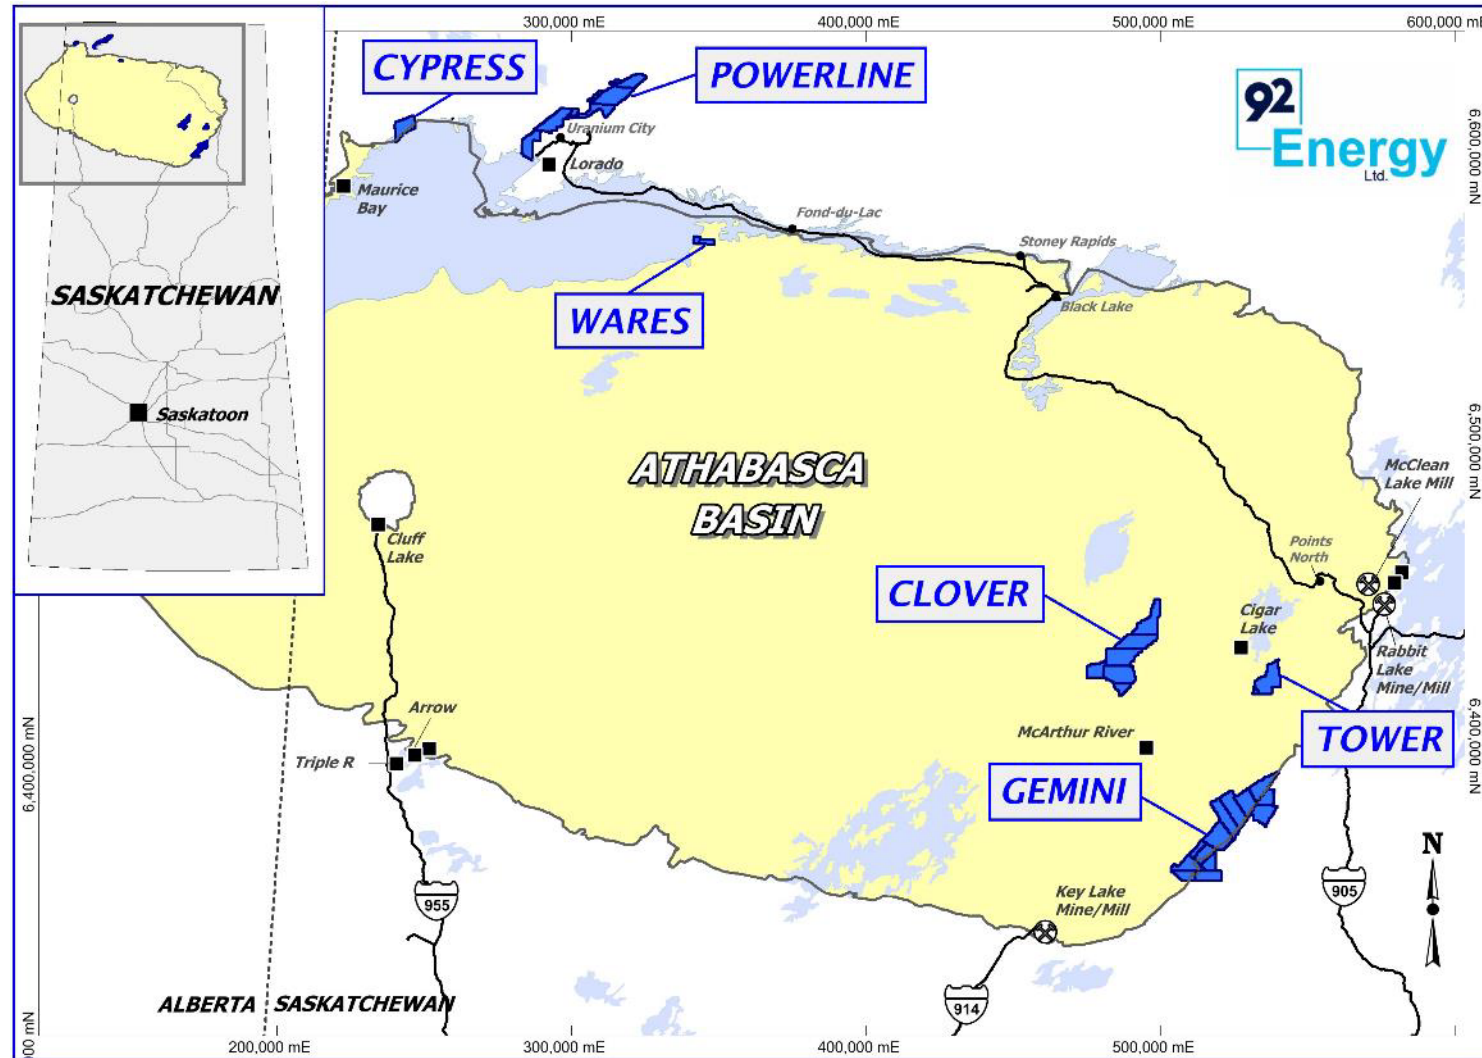 300,000 mE
400,000 mE
500,000 mE
600,000 mE
CYPRESS
POWERLINE
92
Energy
Ltd.
6,600,000 mN
Uranium City
Lorado
Maurice
Bay
Fond-du-Lac
Stoney Rapids
WARES
Black Lake
SASKATCHEWAN
Saskatoon
ATHABASCA
BASIN
6,500,000 mN
McClean
Lake Mill
Cluff
Lake
Points
North
CLOVER
Cigar
Lake
Rabbit
Lake
Mine/Mill
Arrow
McArthur River
TOWER
6,400,000 mN
Triple R
6,400,000 mN
GEMINI
N
955
Key Lake
Mine/Mill
905
ALBERTA
SASKATCHEWAN
914
200,000 mE
300,000 mE
400,000 mE
500,000 mE